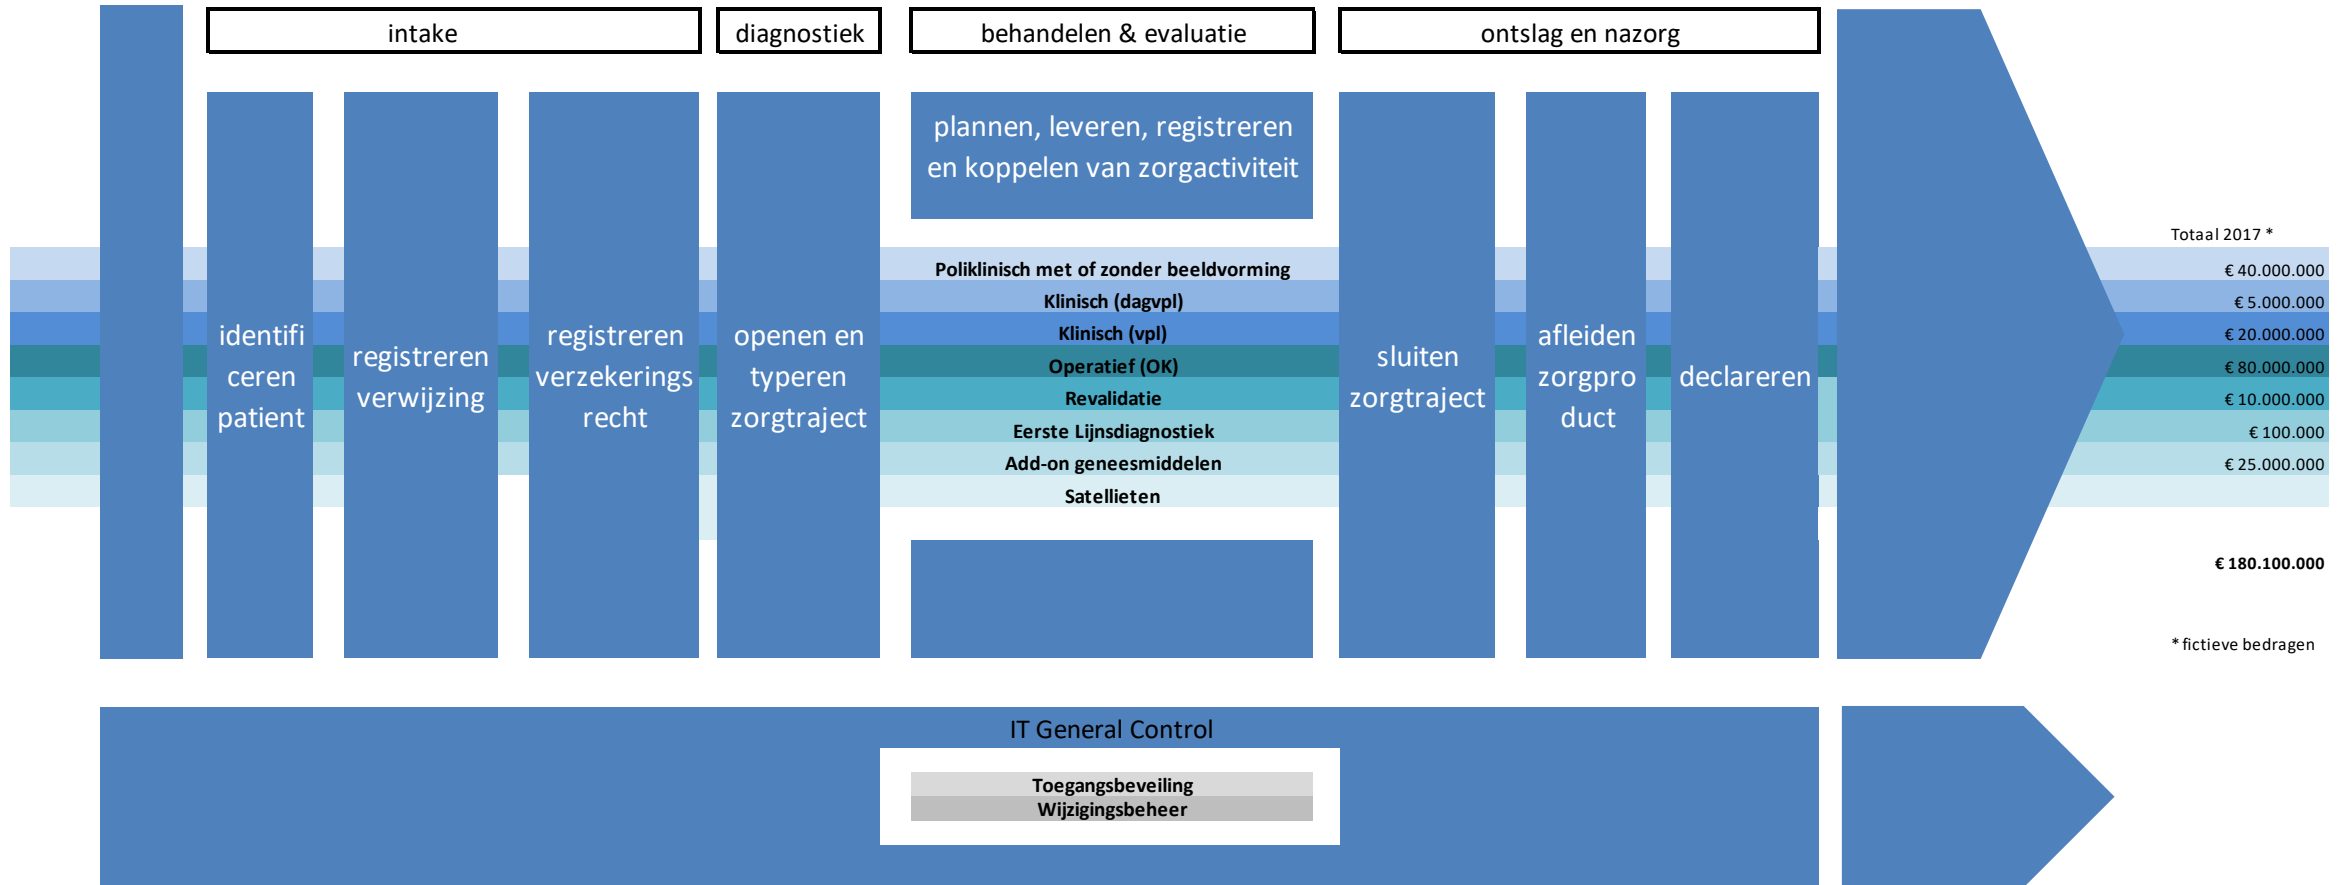 intake
diagnostiek
behandelen & evaluatie
ontslag en nazorg
plannen, leveren, registreren
en koppelen van zorgactiviteit
identifi
ceren
patient
registreren
verwijzing
registreren
verzekerings
recht
openen en
typeren
zorgtraject
sluiten
zorgtraject
afleiden
zorgpro
duct
declareren
Totaal 2017 *
Poliklinisch met of zonder beeldvorming € 40.000.000
Klinisch (dagvpl) € 5.000.000
Klinisch (vpl) € 20.000.000
Operatief (OK) € 80.000.000
Revalidatie € 10.000.000
Eerste Lijnsdiagnostiek € 100.000
Add-on geneesmiddelen € 25.000.000
Satellieten
€ 180.100.000
* fictieve bedragen
IT General Control
Toegangsbeveiling
Wijzigingsbeheer